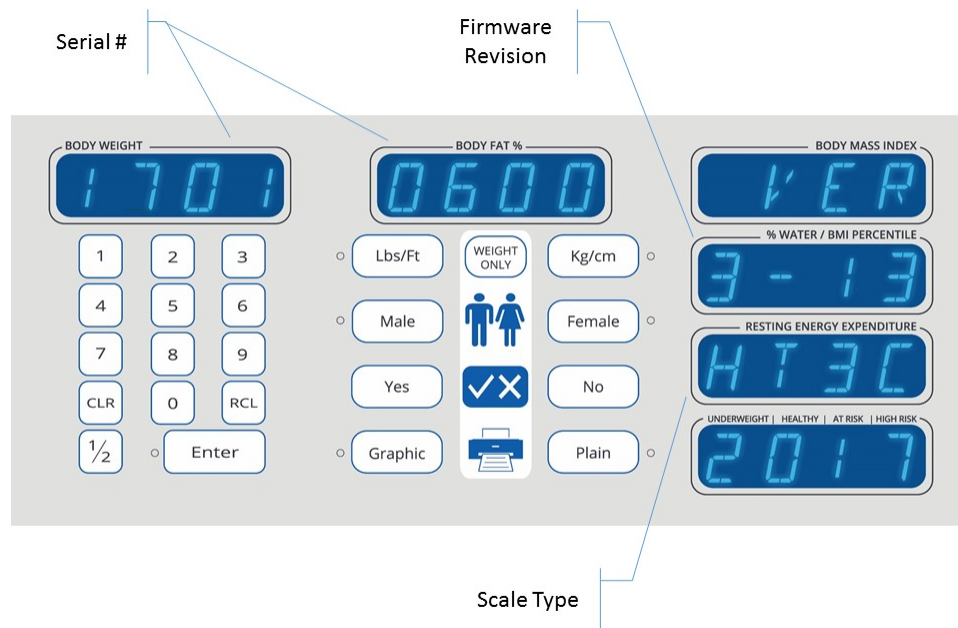 Serial #
Firmware
Revision
BODY WEIGHT
1701
BODY FAT %
0600
BODY MASS INDEX
VER
% WATER / BMI PERCENTILE
3-13
RESTING ENERGY EXPENDITURE
HT3C
UNDERWEIGHT | HEALTHY | AT RISK | HIGH RISK
2017
1 2 3
4 5 6
7 8 9
CLR 0 RCL
1/2 Enter
Lbs/Ft
WEIGHT
ONLY
Kg/cm
Male
Female
Yes
No
Graphic
Plain
Scale Type